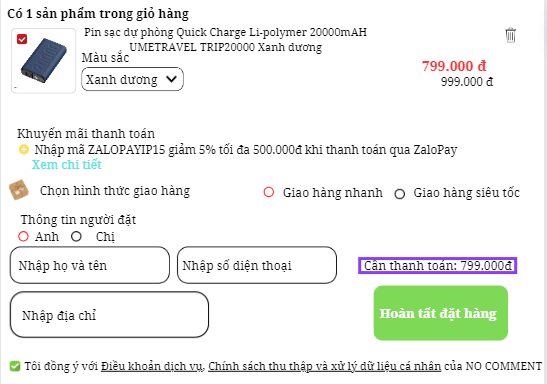 Có 1 sản phẩm trong giỏ hàng
Pin sạc dự phòng Quick Charge Li-polymer 20000mAH
UMETRAVEL TRIP20000 Xanh dương
Màu sắc
Xanh dương
799.000 đ
999.000 đ
Khuyến mãi thanh toán
Nhập mã ZALOPAYIP15 giảm 5% tối đa 500.000đ khi thanh toán qua ZaloPay
Xem chi tiết
Chọn hình thức giao hàng
Giao hàng nhanh
Giao hàng siêu tốc
Thông tin người đặt
Anh
Chị
Nhập họ và tên
Nhập số diện thoại
Cần thanh toán: 799.000đ
Nhập địa chỉ
Hoàn tất đặt hàng
Tôi đồng ý với Điều khoản dịch vụ, Chính sách thu thập và xử lý dữ liệu cá nhân của NO COMMENT